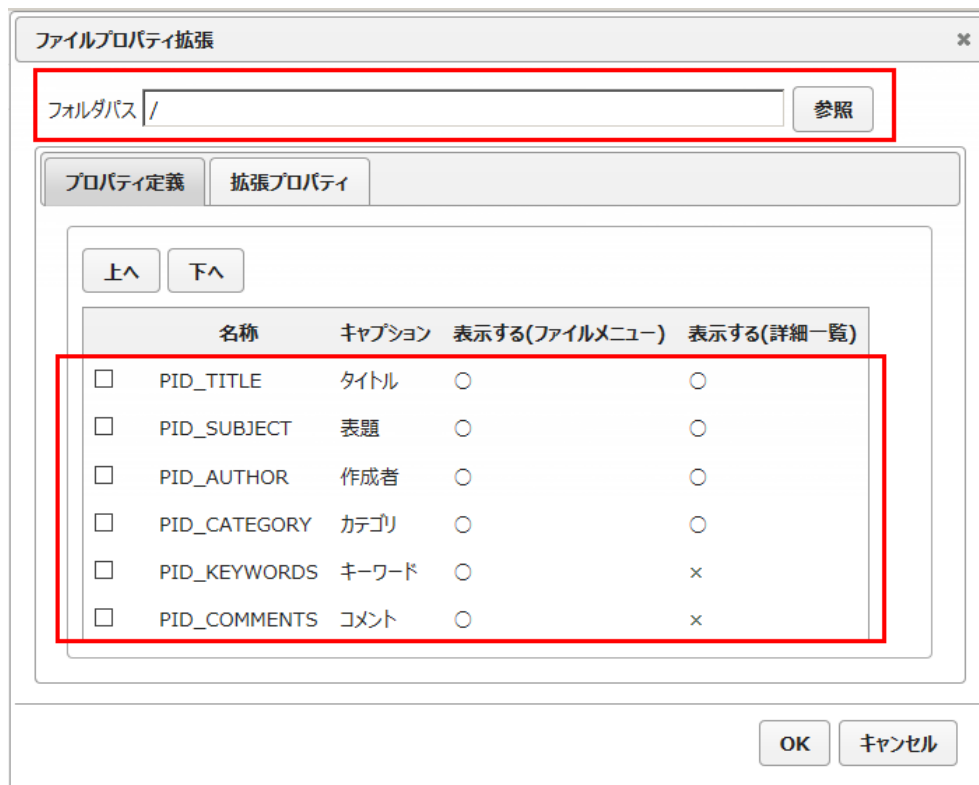 ファイルプロパティ拡張 ×
フォルダパス / 参照
プロパティ定義 拡張プロパティ
上へ 下へ
名称 キャプション 表示する(ファイルメニュー) 表示する(詳細一覧)
PID_TITLE タイトル ○ ○
PID_SUBJECT 表題 ○ ○
PID_AUTHOR 作成者 ○ ○
PID_CATEGORY カテゴリ ○ ○
PID_KEYWORDS キーワード ○ ×
PID_COMMENTS コメント ○ ×
OK キャンセル